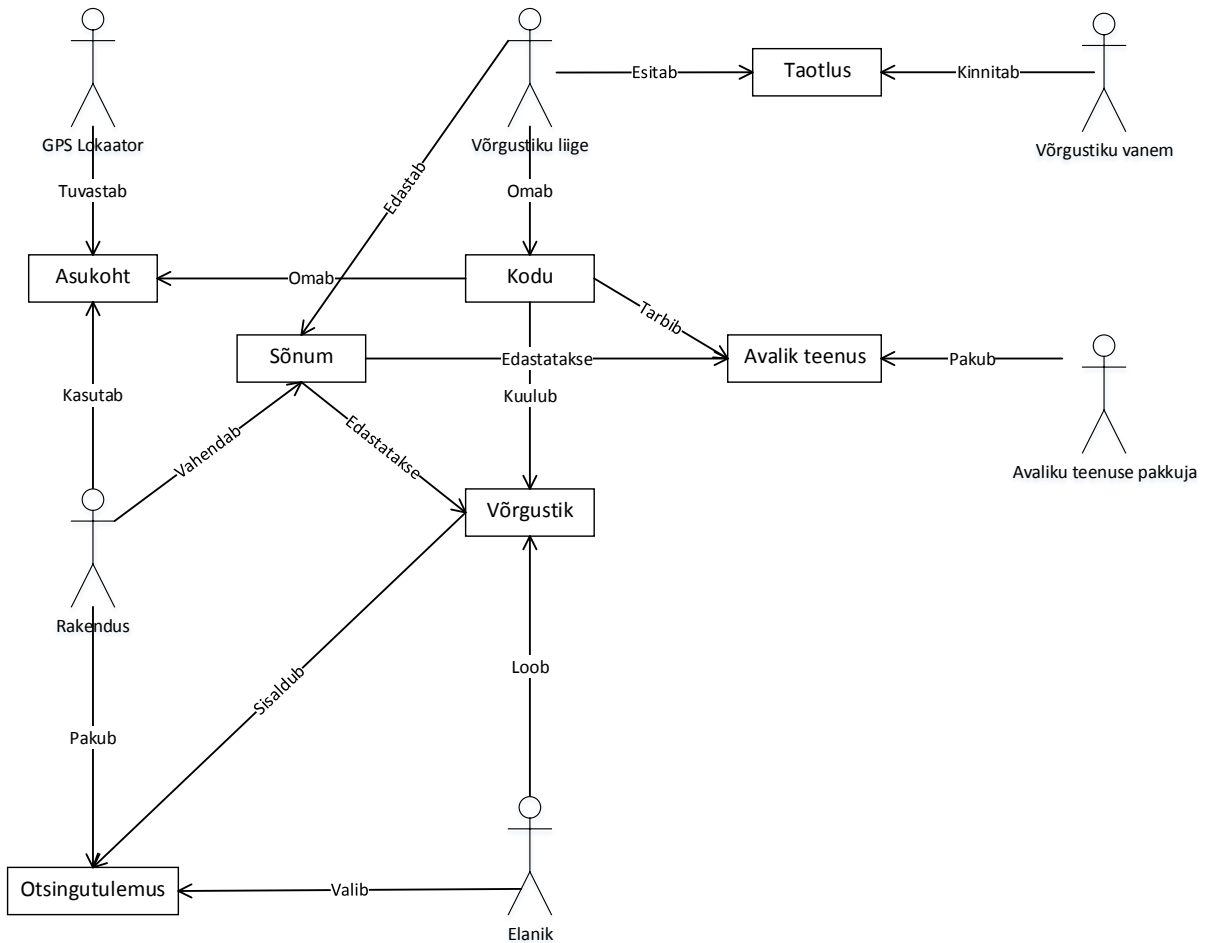 Esitab
Taotlus
Kinnitab
GPS Lokaator
Võrgustiku liige
Võrgustiku vanem
Tuvastab
Edastab
Omab
Asukoht
Omab
Kodu
Tarbib
Sõnum
Edastatakse
Avalik teenus
Pakub
Kasutab
Kuulub
Vahendab
Edastatakse
Avaliku teenuse pakkuja
Võrgustik
Rakendus
Sisaldub
Loob
Pakub
Otsingutulemus
Valib
Elanik